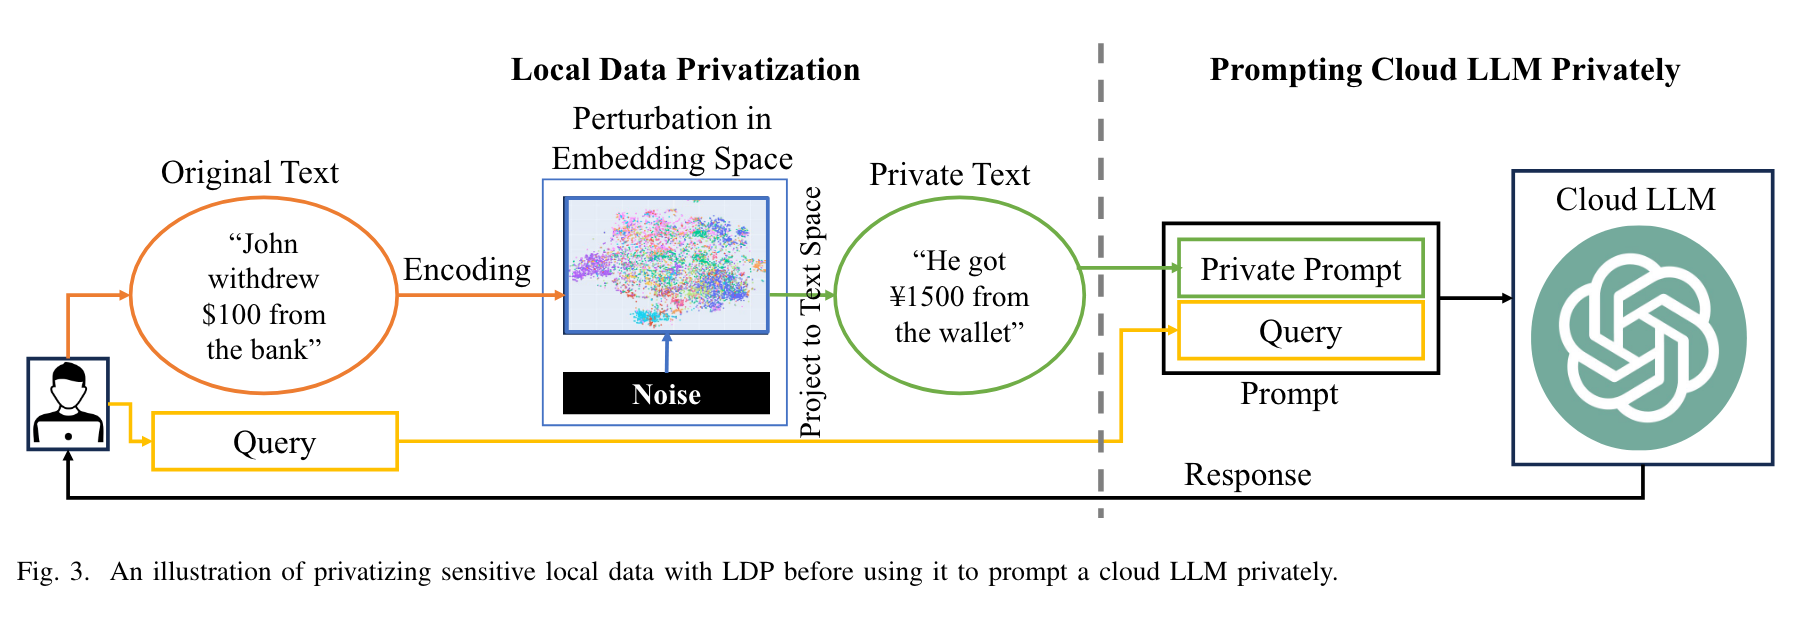 Local Data Privatization
Prompting Cloud LLM Privately
Perturbation in
Embedding Space
Original Text
“John
withdrew
$100 from
the bank”
Encoding
Noise
Project to Text Space
Private Text
“He got
¥1500 from
the wallet”
Private Prompt
Query
Prompt
Cloud LLM
Query
Response
Fig. 3. An illustration of privatizing sensitive local data with LDP before using it to prompt a cloud LLM privately.